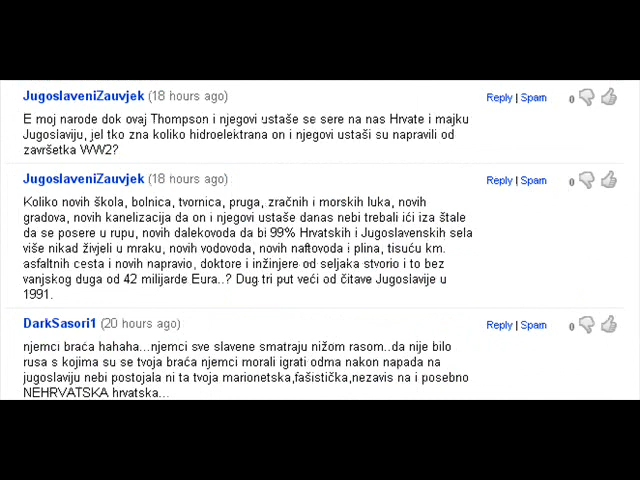 JugoslaveniZauvjek (18 hours ago) Reply | Spam 0
E moj narode dok ovaj Thompson i njegovi ustaše se sere na nas Hrvate i majku
Jugoslaviju, jel tko zna koliko hidroelektrana on i njegovi ustaši su napravili od
završetka WW2?
JugoslaveniZauvjek (18 hours ago) Reply | Spam 0
Koliko novih škola, bolnica, tvornica, pruga, zračnih i morskih luka, novih
gradova, novih kanelizacija da on i njegovi ustaše danas nebi trebali ići iza štale
da se posere u rupu, novih dalekovoda da bi 99% Hrvatskih i Jugoslavenskih sela
više nikad živjeli u mraku, novih vodovoda, novih naftovoda i plina, tisuću km.
asfaltnih cesta i novih napravio, doktore i inžinjere od seljaka stvorio i to bez
vanjskog duga od 42 milijarde Eura..? Dug tri put veći od čitave Jugoslavije u
1991.
DarkSasori1 (20 hours ago) Reply | Spam 0
njemci braća hahaha...njemci sve slavene smatraju nižom rasom..da nije bilo
rusa s kojima su se tvoja braća njemci morali igrati odma nakon napada na
jugoslaviju nebi postojala ni ta tvoja marionetska,fašistička,nezavis na i posebno
NEHRVATSKA hrvatska...